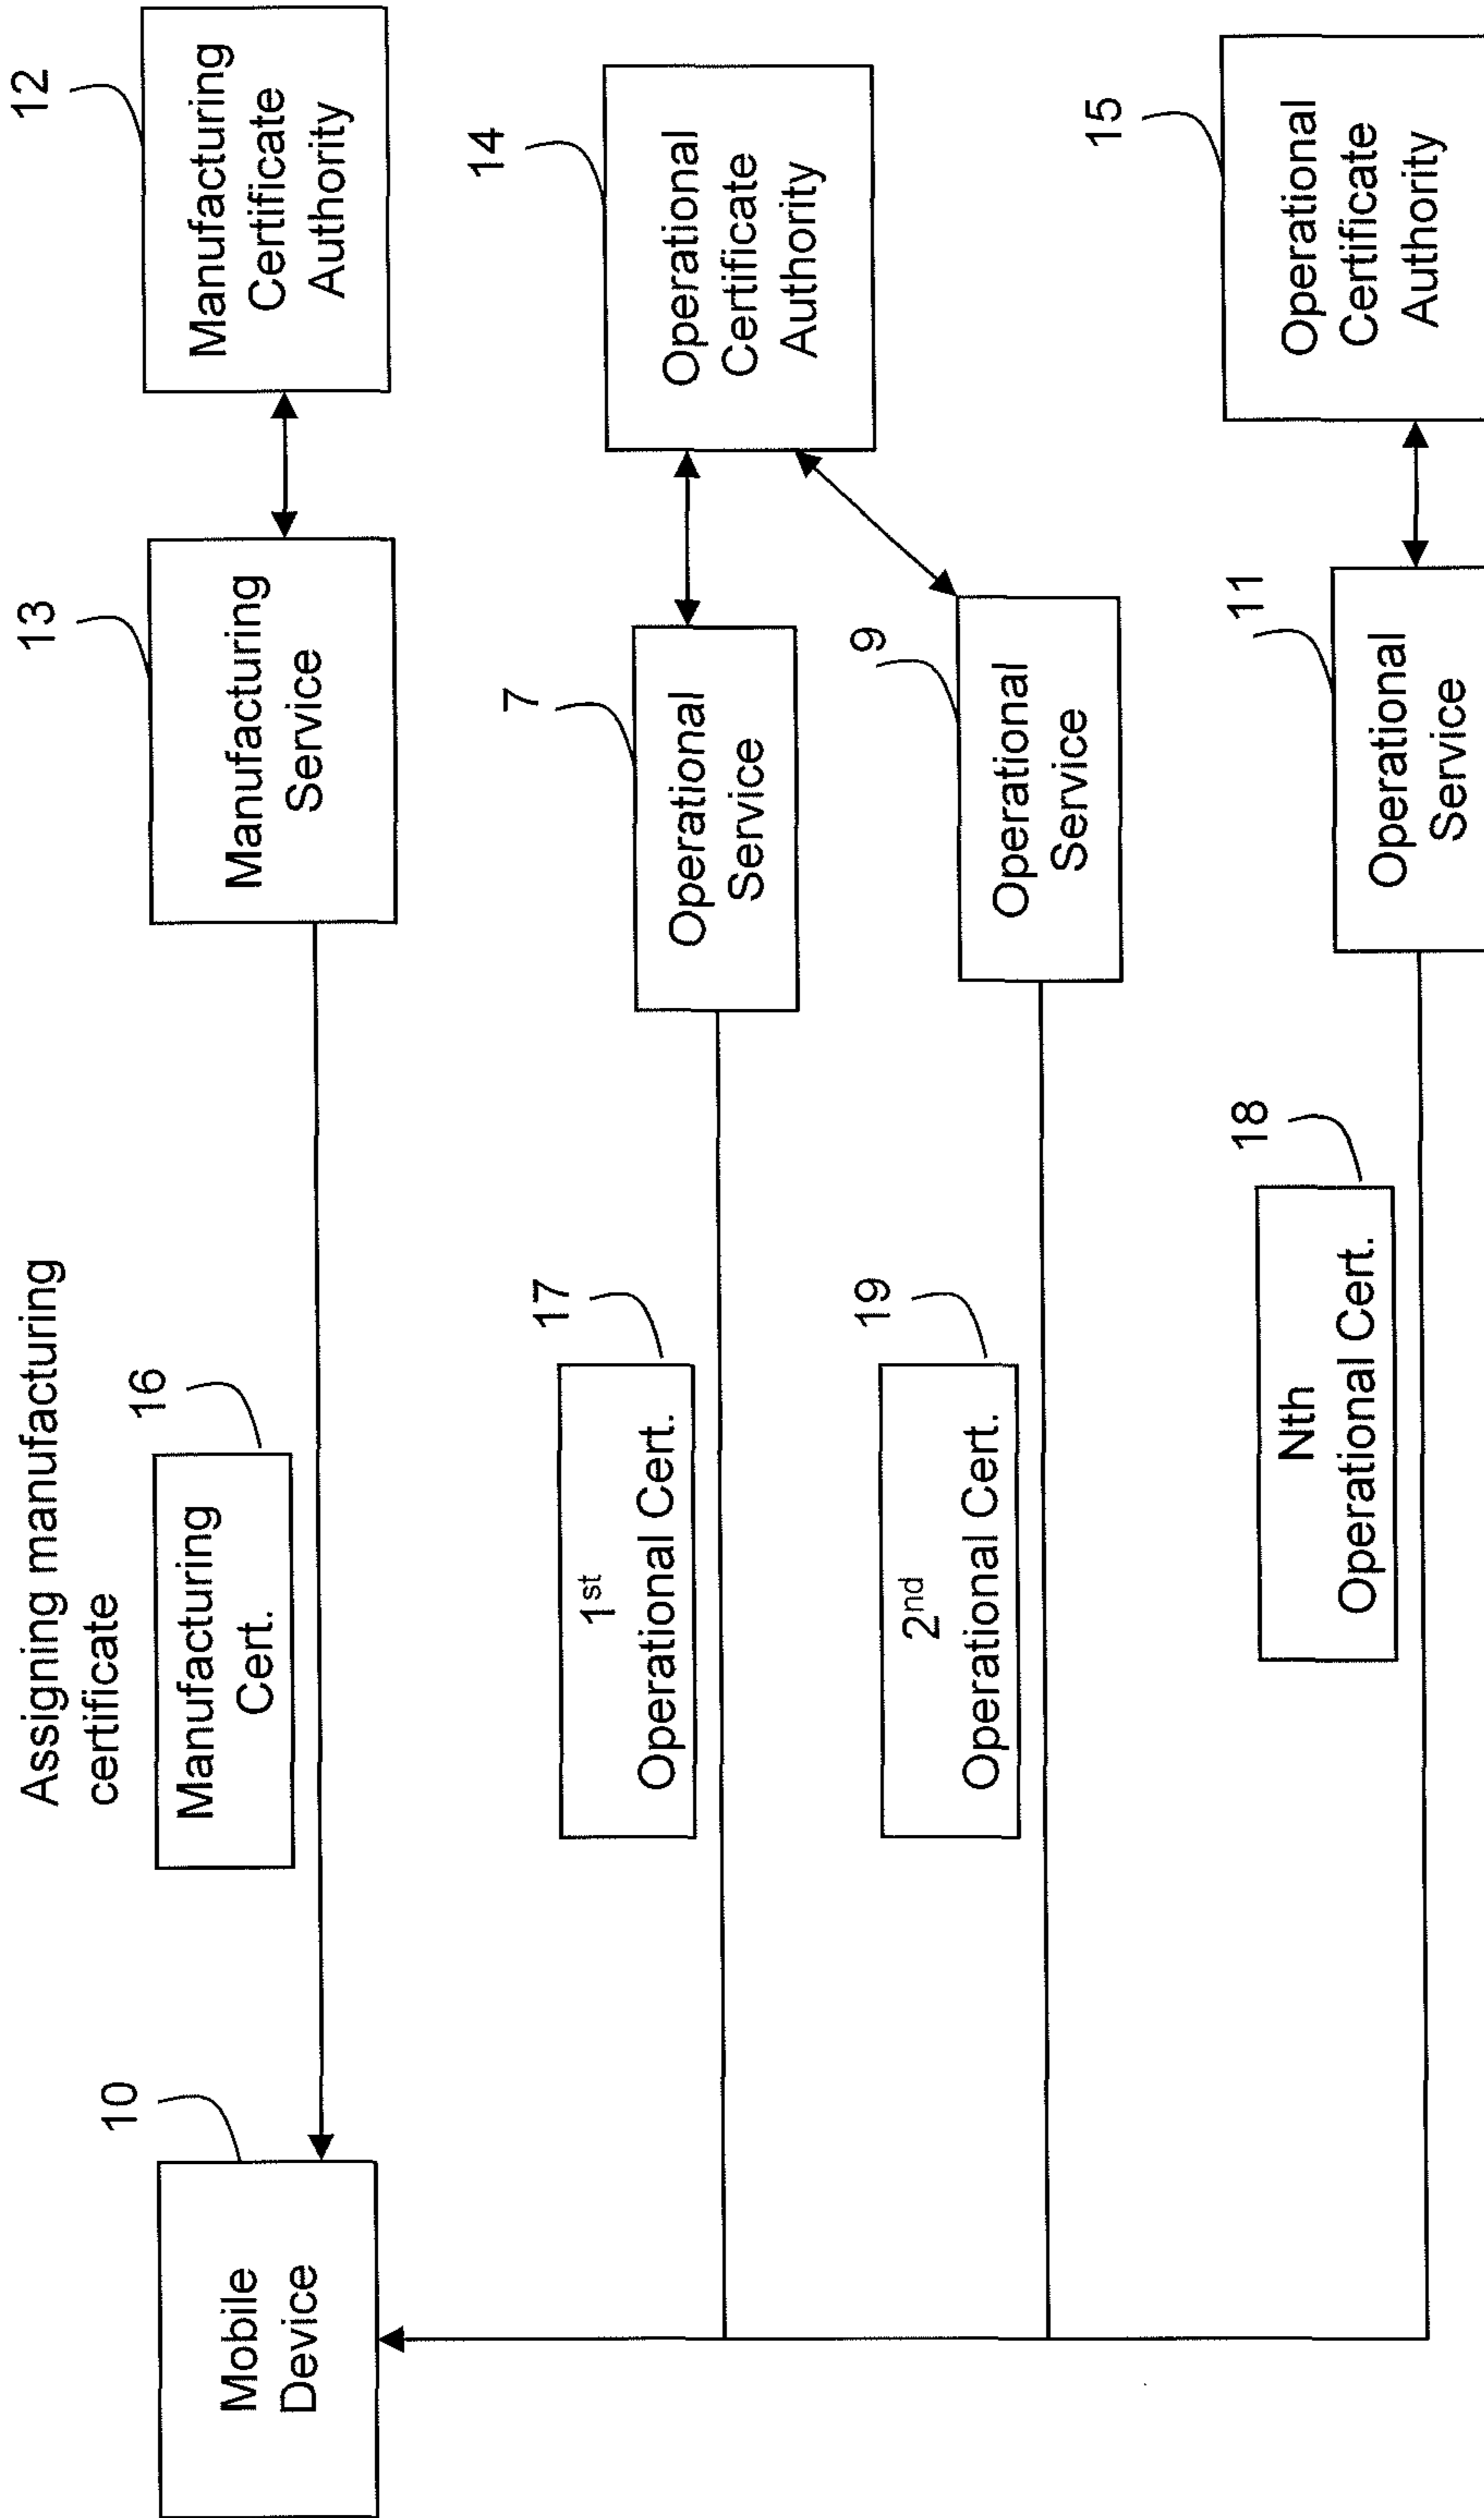 Assigning manufacturing
certificate
10
Mobile
Device
16
Manufacturing
Cert.
13
Manufacturing
Service
12
Manufacturing
Certificate
Authority
17
1st
Operational Cert.
7
Operational
Service
14
Operational
Certificate
Authority
19
2nd
Operational Cert.
9
Operational
Service
18
Nth
Operational Cert.
11
Operational
Service
15
Operational
Certificate
Authority